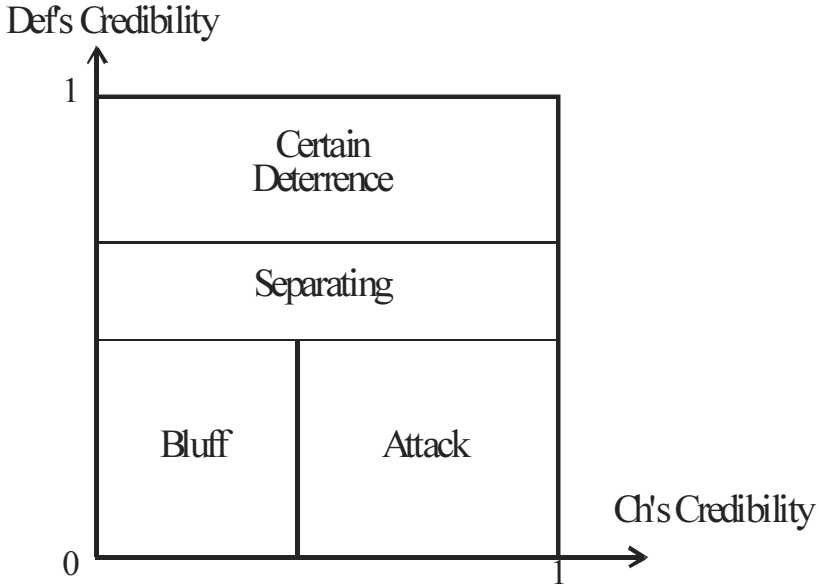 Def's Credibility
1
Certain
Deterrence
Separating
Bluff
Attack
Ch's Credibility
0
1